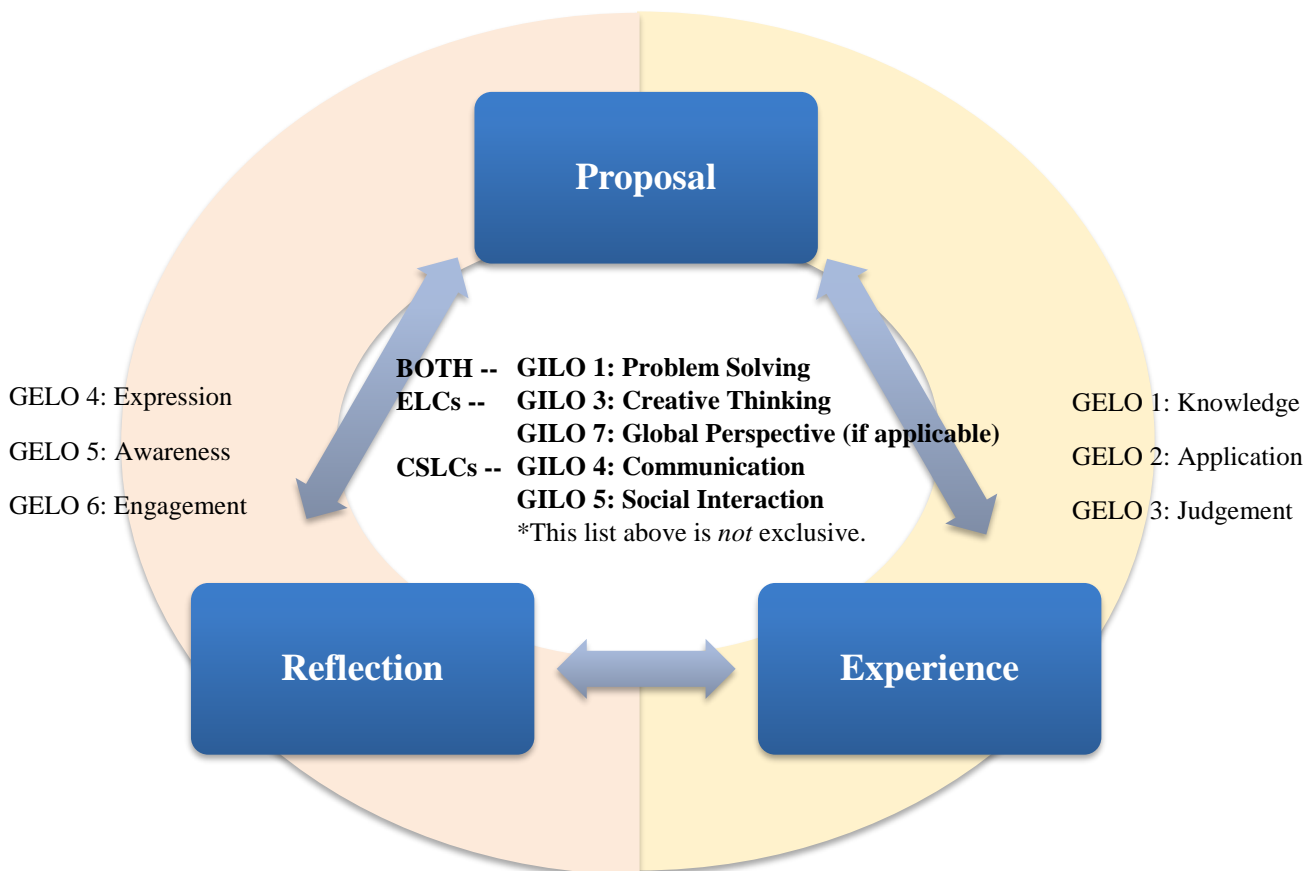 Proposal
BOTH -- GILO 1: Problem Solving
ELCs -- GILO 3: Creative Thinking
GILO 7: Global Perspective (if applicable)
CSLCs -- GILO 4: Communication
GILO 5: Social Interaction
*This list above is not exclusive.
GELO 4: Expression
GELO 5: Awareness
GELO 6: Engagement
GELO 1: Knowledge
GELO 2: Application
GELO 3: Judgement
Reflection
Experience